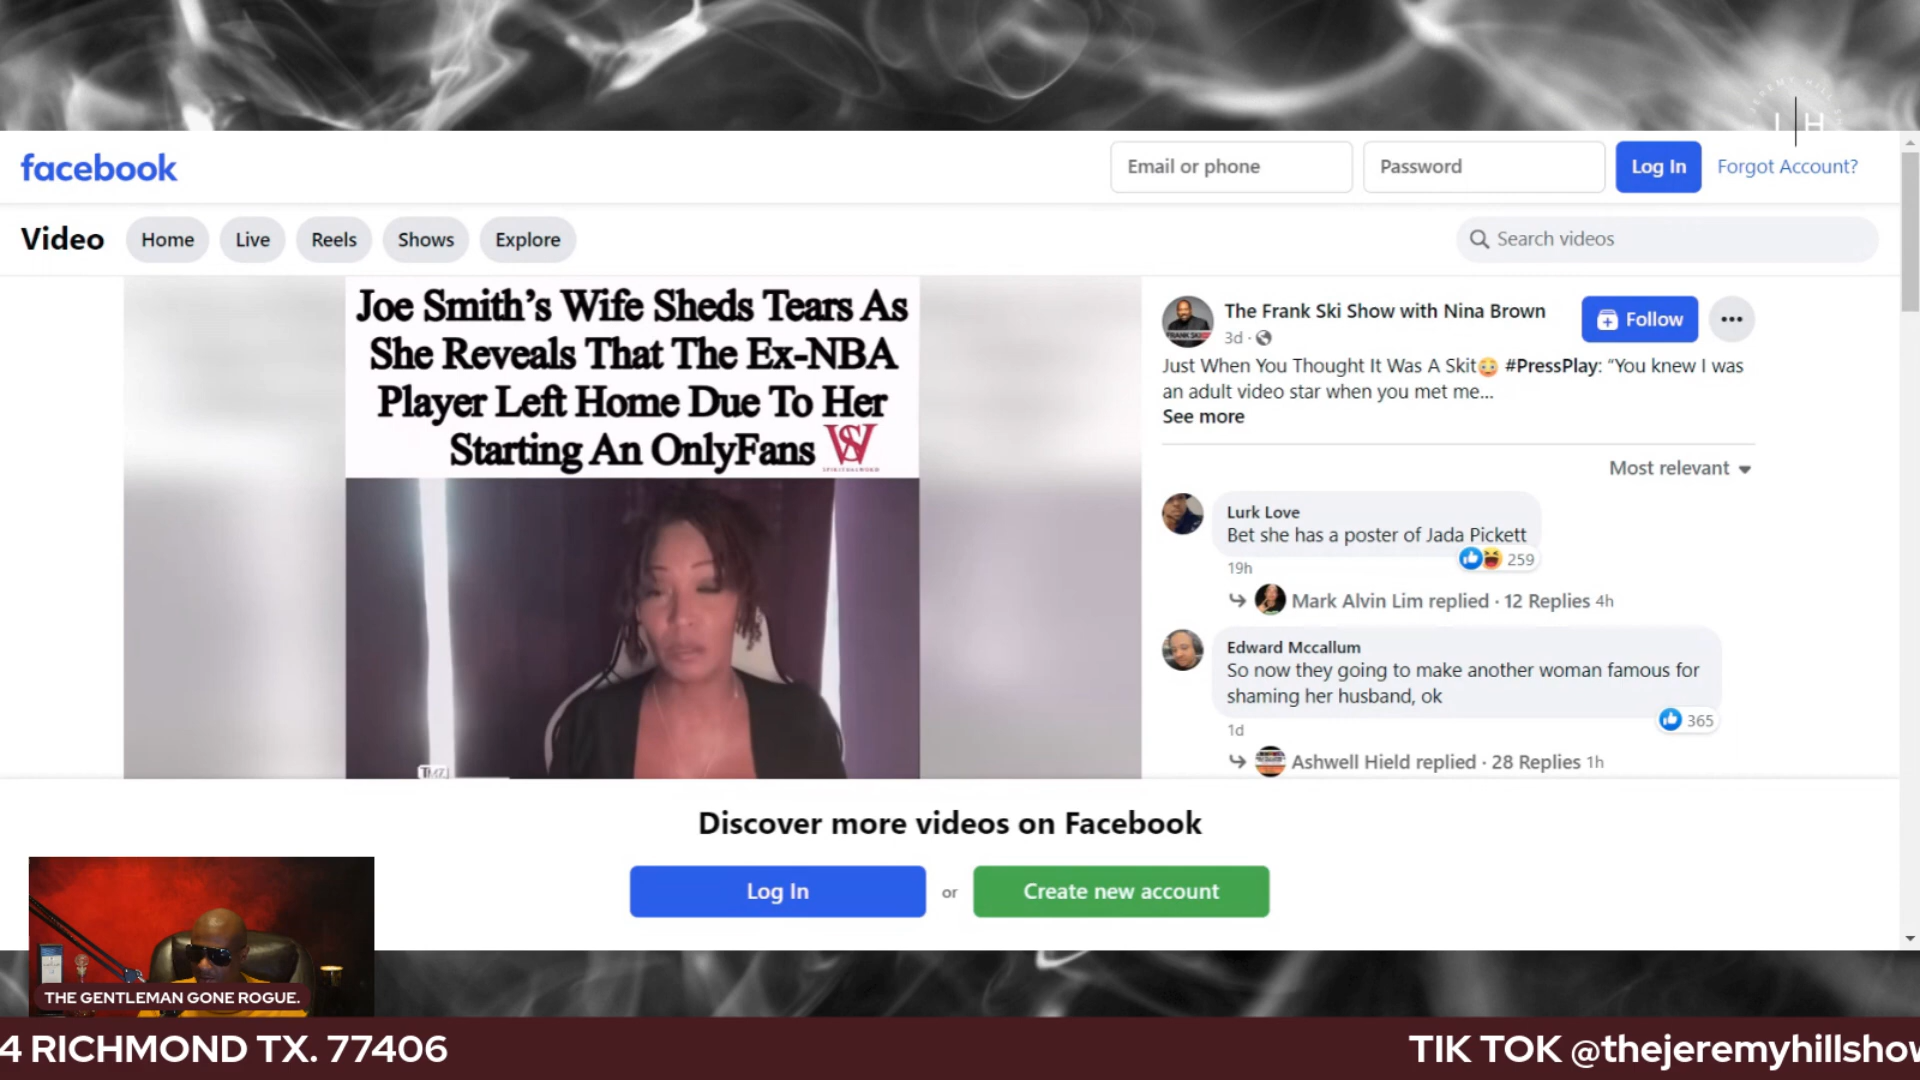 JEREMY HILL
J H
facebook
Email or phone
Password
Log In
Forgot Account?
Video
Home
Live
Reels
Shows
Explore
Search videos
Joe Smith's Wife Sheds Tears As
She Reveals That The Ex-NBA
Player Left Home Due To Her
Starting An OnlyFans
SW
SPIRITUALWORD
TMZ
The Frank Ski Show with Nina Brown
3d
Follow
Just When You Thought It Was A Skit😳 #PressPlay: "You knew I was
an adult video star when you met me...
See more
Most relevant
Lurk Love
Bet she has a poster of Jada Pickett
259
19h
Mark Alvin Lim replied · 12 Replies 4h
Edward Mccallum
So now they going to make another woman famous for
shaming her husband, ok
365
1d
Ashwell Hield replied · 28 Replies 1h
Discover more videos on Facebook
Log In
or
Create new account
THE GENTLEMAN GONE ROGUE.
4 RICHMOND TX. 77406
TIK TOK @thejeremyhillshow